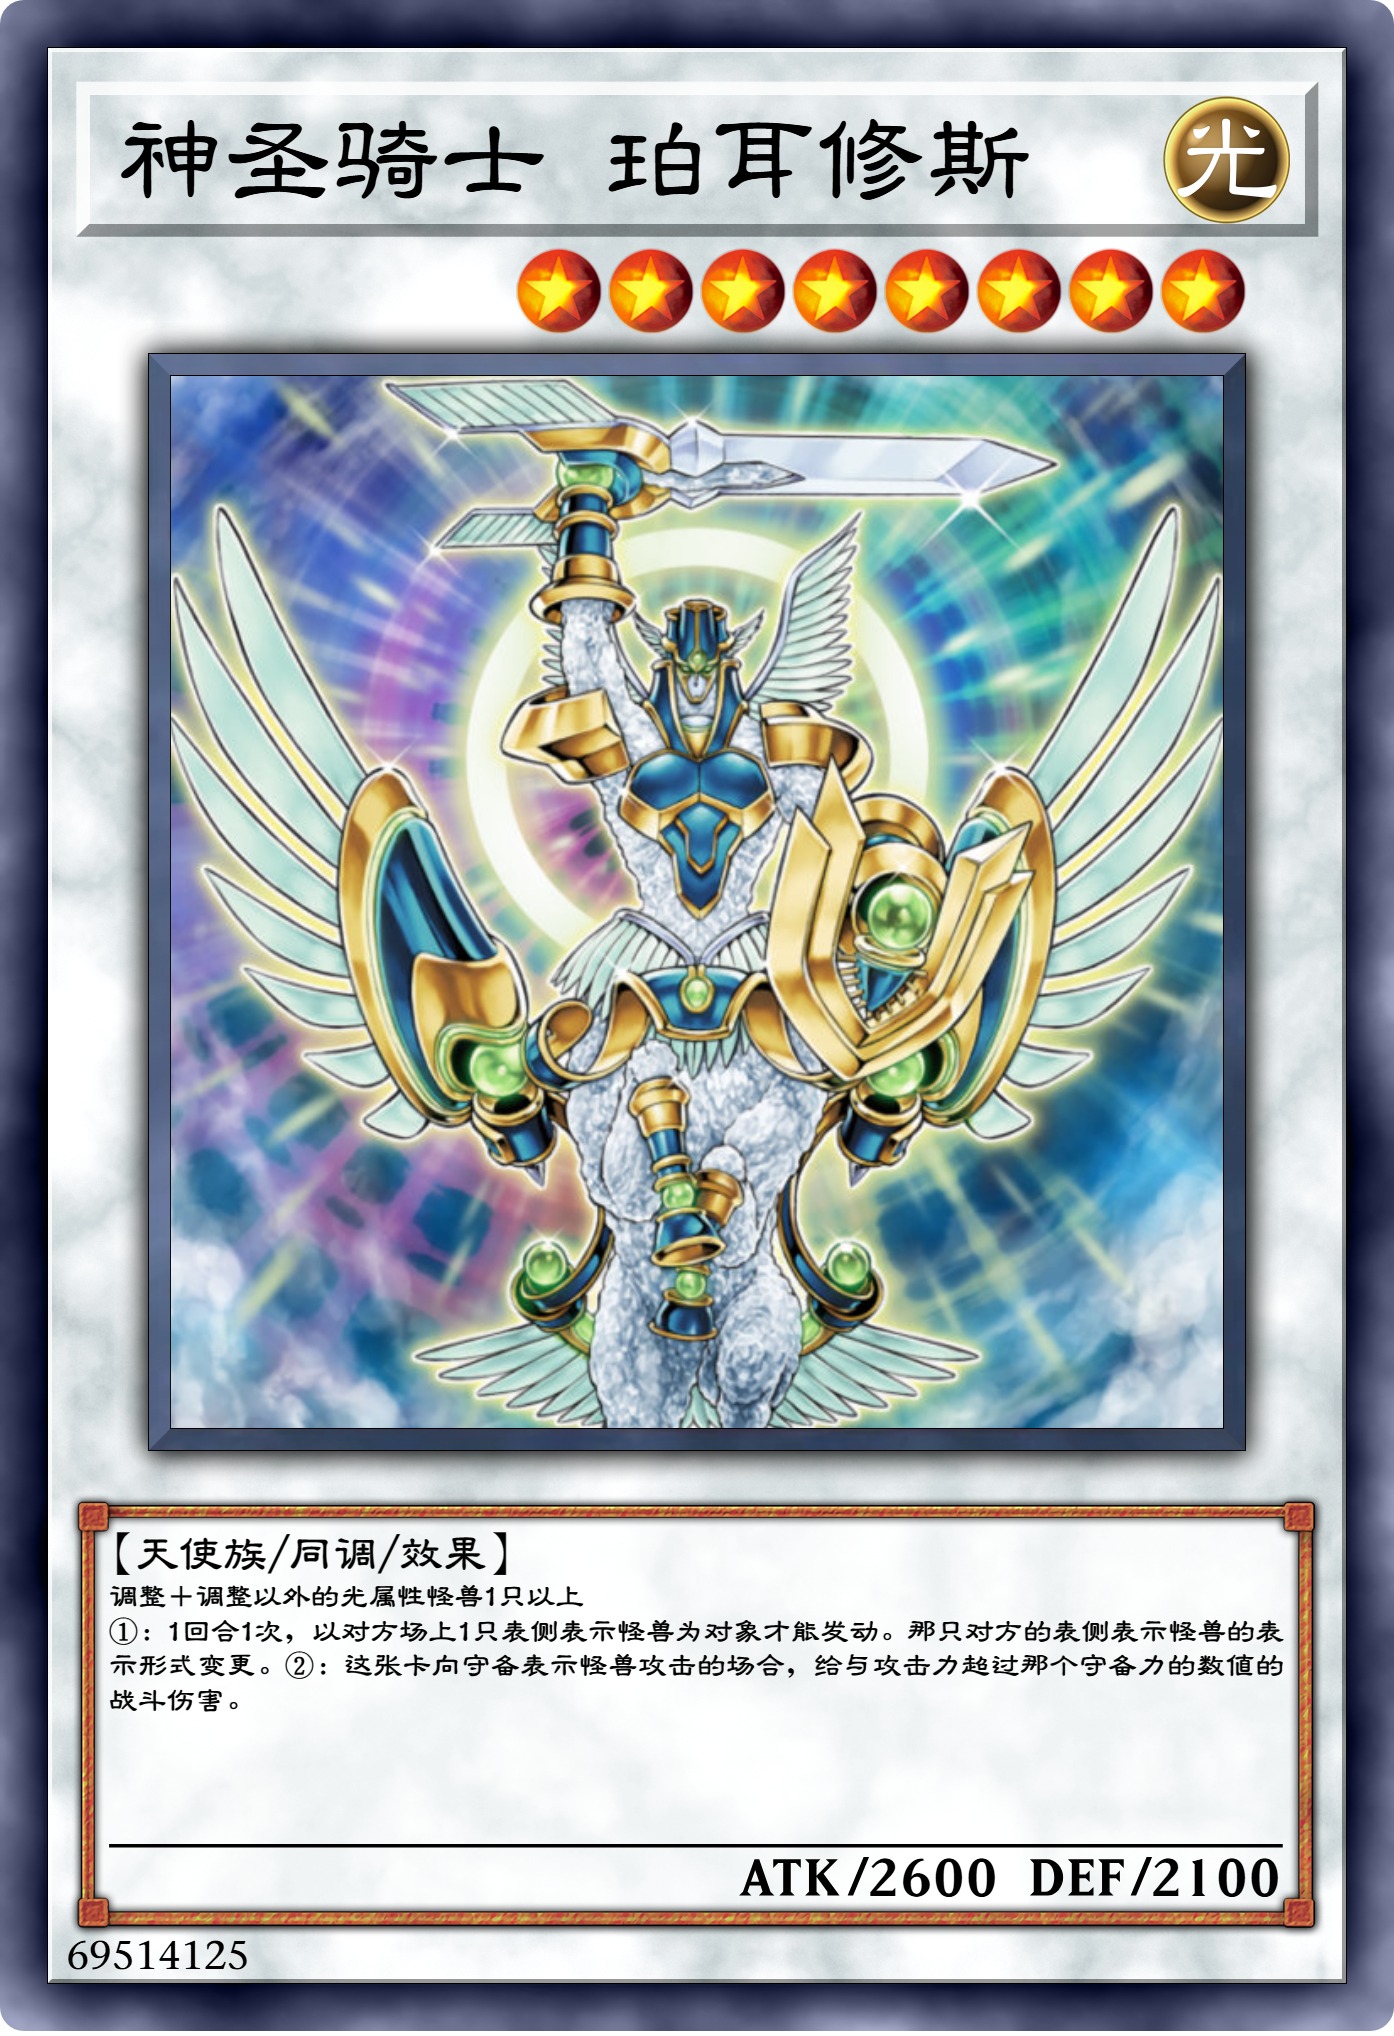 神圣骑士 珀耳修斯
光
【天使族/同调/效果】
调整＋调整以外的光属性怪兽1只以上
①：1回合1次，以对方场上1只表侧表示怪兽为对象才能发动。那只对方的表侧表示怪兽的表
示形式变更。②：这张卡向守备表示怪兽攻击的场合，给与攻击力超过那个守备力的数值的
战斗伤害。
ATK/2600 DEF/2100
69514125